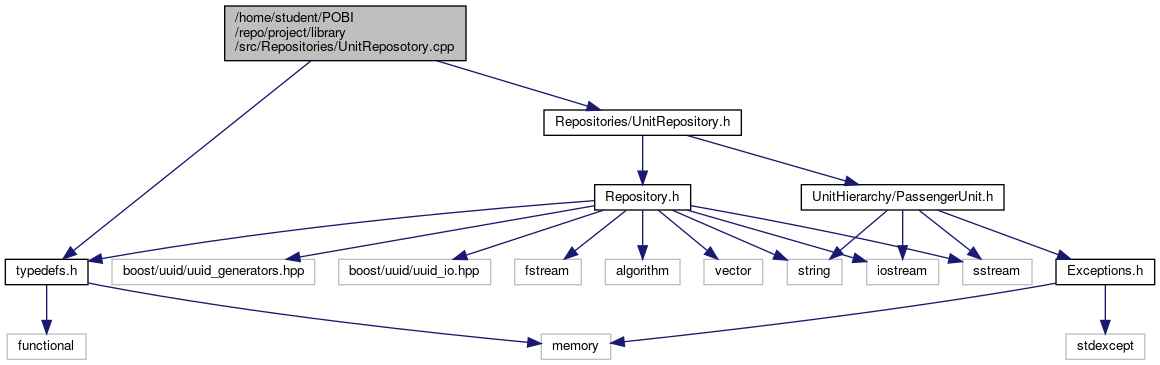 /home/student/POBI
/repo/project/library
/src/Repositories/UnitReposotory.cpp
Repositories/UnitRepository.h
Repository.h
UnitHierarchy/PassengerUnit.h
typedefs.h
boost/uuid/uuid_generators.hpp
boost/uuid/uuid_io.hpp
fstream
algorithm
vector
string
iostream
sstream
Exceptions.h
functional
memory
stdexcept